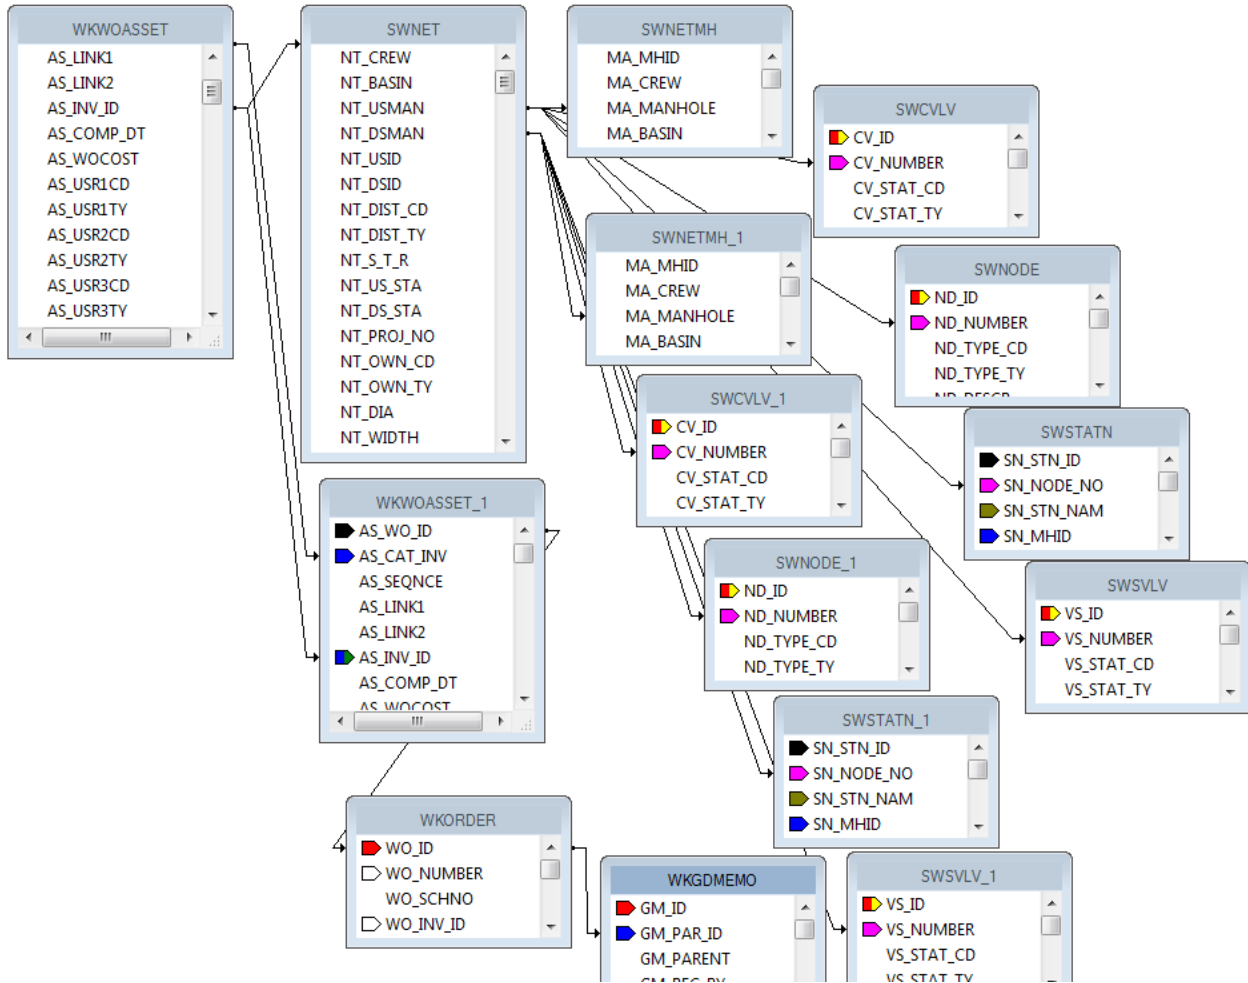 WKWOASSET
AS_LINK1
AS_LINK2
AS_INV_ID
AS_COMP_DT
AS_WOCOST
AS_USR1CD
AS_USR1TY
AS_USR2CD
AS_USR2TY
AS_USR3CD
AS_USR3TY
SWNET
NT_CREW
NT_BASIN
NT_USMAN
NT_DSMAN
NT_USID
NT_DSID
NT_DIST_CD
NT_DIST_TY
NT_S_T_R
NT_US_STA
NT_DS_STA
NT_PROJ_NO
NT_OWN_CD
NT_OWN_TY
NT_DIA
NT_WIDTH
SWNETMH
MA_MHID
MA_CREW
MA_MANHOLE
MA_BASIN
SWCVLV
CV_ID
CV_NUMBER
CV_STAT_CD
CV_STAT_TY
SWNETMH_1
MA_MHID
MA_CREW
MA_MANHOLE
MA_BASIN
SWNODE
ND_ID
ND_NUMBER
ND_TYPE_CD
ND_TYPE_TY
ND_DESCR
SWCVLV_1
CV_ID
CV_NUMBER
CV_STAT_CD
CV_STAT_TY
SWSTATN
SN_STN_ID
SN_NODE_NO
SN_STN_NAM
SN_MHID
WKWOASSET_1
AS_WO_ID
AS_CAT_INV
AS_SEQNCE
AS_LINK1
AS_LINK2
AS_INV_ID
AS_COMP_DT
AS_WOCOST
SWNODE_1
ND_ID
ND_NUMBER
ND_TYPE_CD
ND_TYPE_TY
SWSVLV
VS_ID
VS_NUMBER
VS_STAT_CD
VS_STAT_TY
SWSTATN_1
SN_STN_ID
SN_NODE_NO
SN_STN_NAM
SN_MHID
WKORDER
WO_ID
WO_NUMBER
WO_SCHNO
WO_INV_ID
WKGDMEMO
GM_ID
GM_PAR_ID
GM_PARENT
SWSVLV_1
VS_ID
VS_NUMBER
VS_STAT_CD
VS_STAT_TY